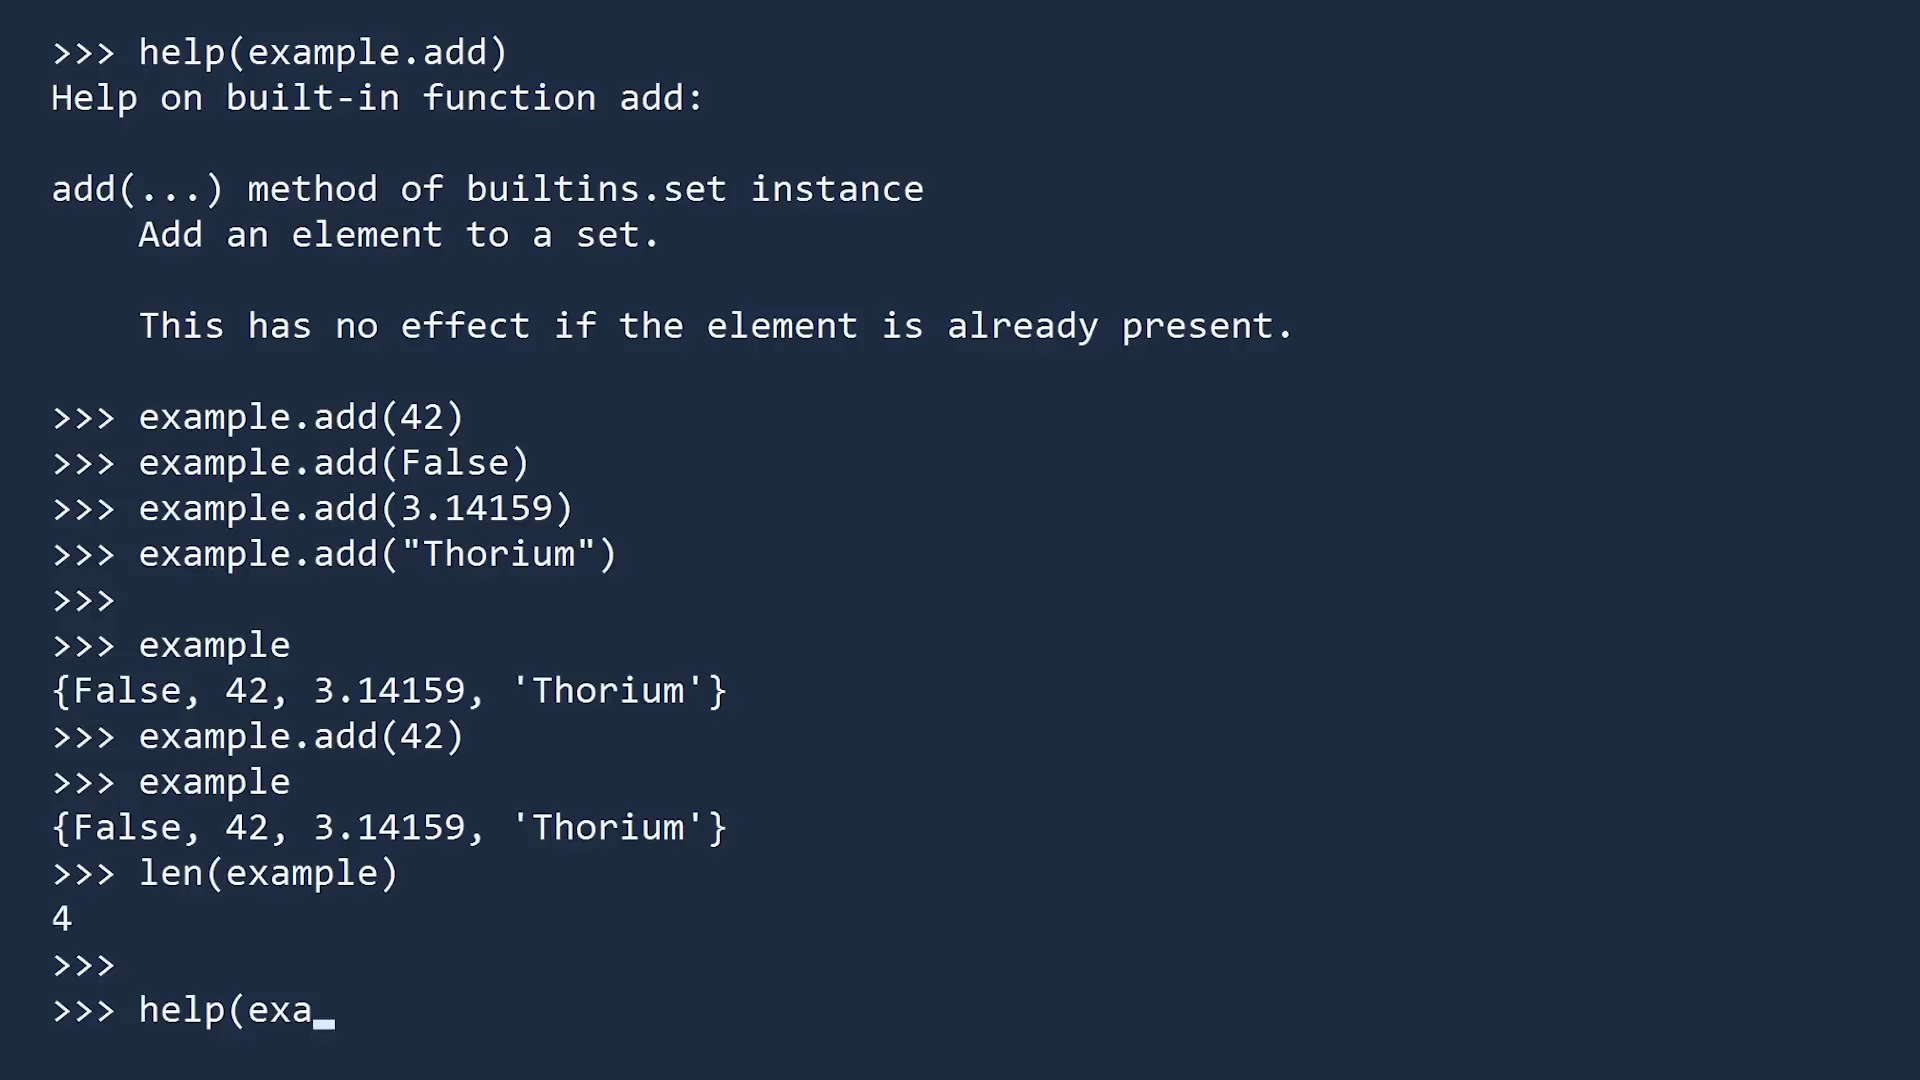 >>> help(example.add)
Help on built-in function add:
add(...) method of builtins.set instance
    Add an element to a set.
    This has no effect if the element is already present.
>>> example.add(42)
>>> example.add(False)
>>> example.add(3.14159)
>>> example.add("Thorium")
>>>
>>> example
{False, 42, 3.14159, 'Thorium'}
>>> example.add(42)
>>> example
{False, 42, 3.14159, 'Thorium'}
>>> len(example)
4
>>>
>>> help(exa